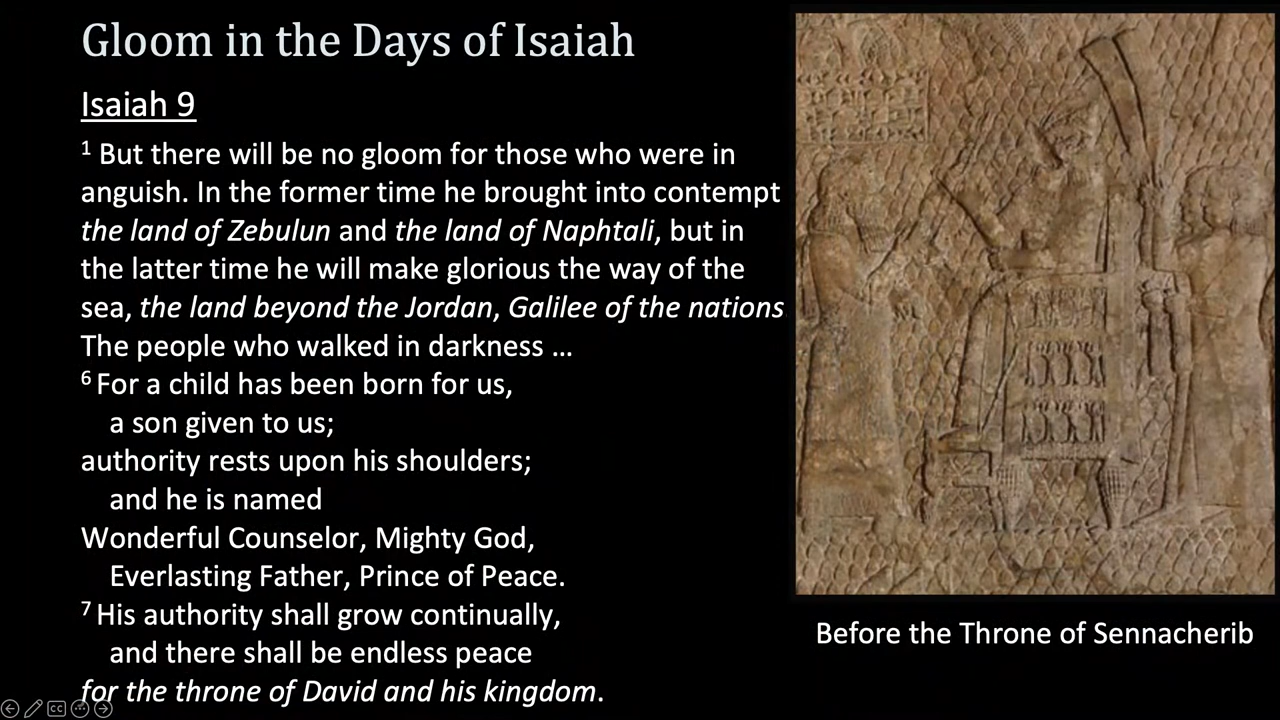 Gloom in the Days of Isaiah
Isaiah 9
1 But there will be no gloom for those who were in
anguish. In the former time he brought into contempt
the land of Zebulun and the land of Naphtali, but in
the latter time he will make glorious the way of the
sea, the land beyond the Jordan, Galilee of the nations.
The people who walked in darkness …
6 For a child has been born for us,
a son given to us;
authority rests upon his shoulders;
and he is named
Wonderful Counselor, Mighty God,
Everlasting Father, Prince of Peace.
7 His authority shall grow continually,
and there shall be endless peace
for the throne of David and his kingdom.
Before the Throne of Sennacherib
CC